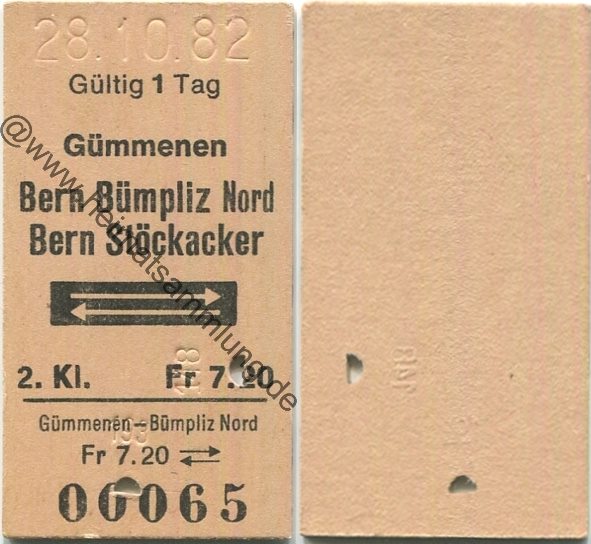 28.10.82
Gültig 1 Tag
Gümmenen
Bern Bümpliz Nord
Bern Stöckacker
2. Kl. Fr 7.20
Gümmenen–Bümpliz Nord
Fr 7.20 ⇄
00065
@www.heimatsammlung.de